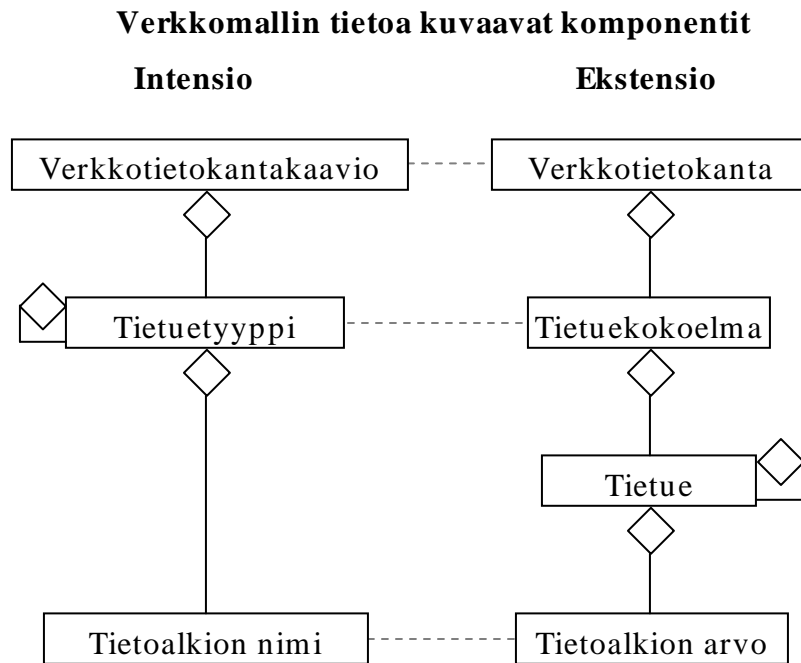 Verkkomallin tietoa kuvaavat komponentit
Intensio
Ekstensio
Verkkotietokantakaavio
Verkkotietokanta
Tietuetyyppi
Tietuekokoelma
Tietue
Tietoalkion nimi
Tietoalkion arvo